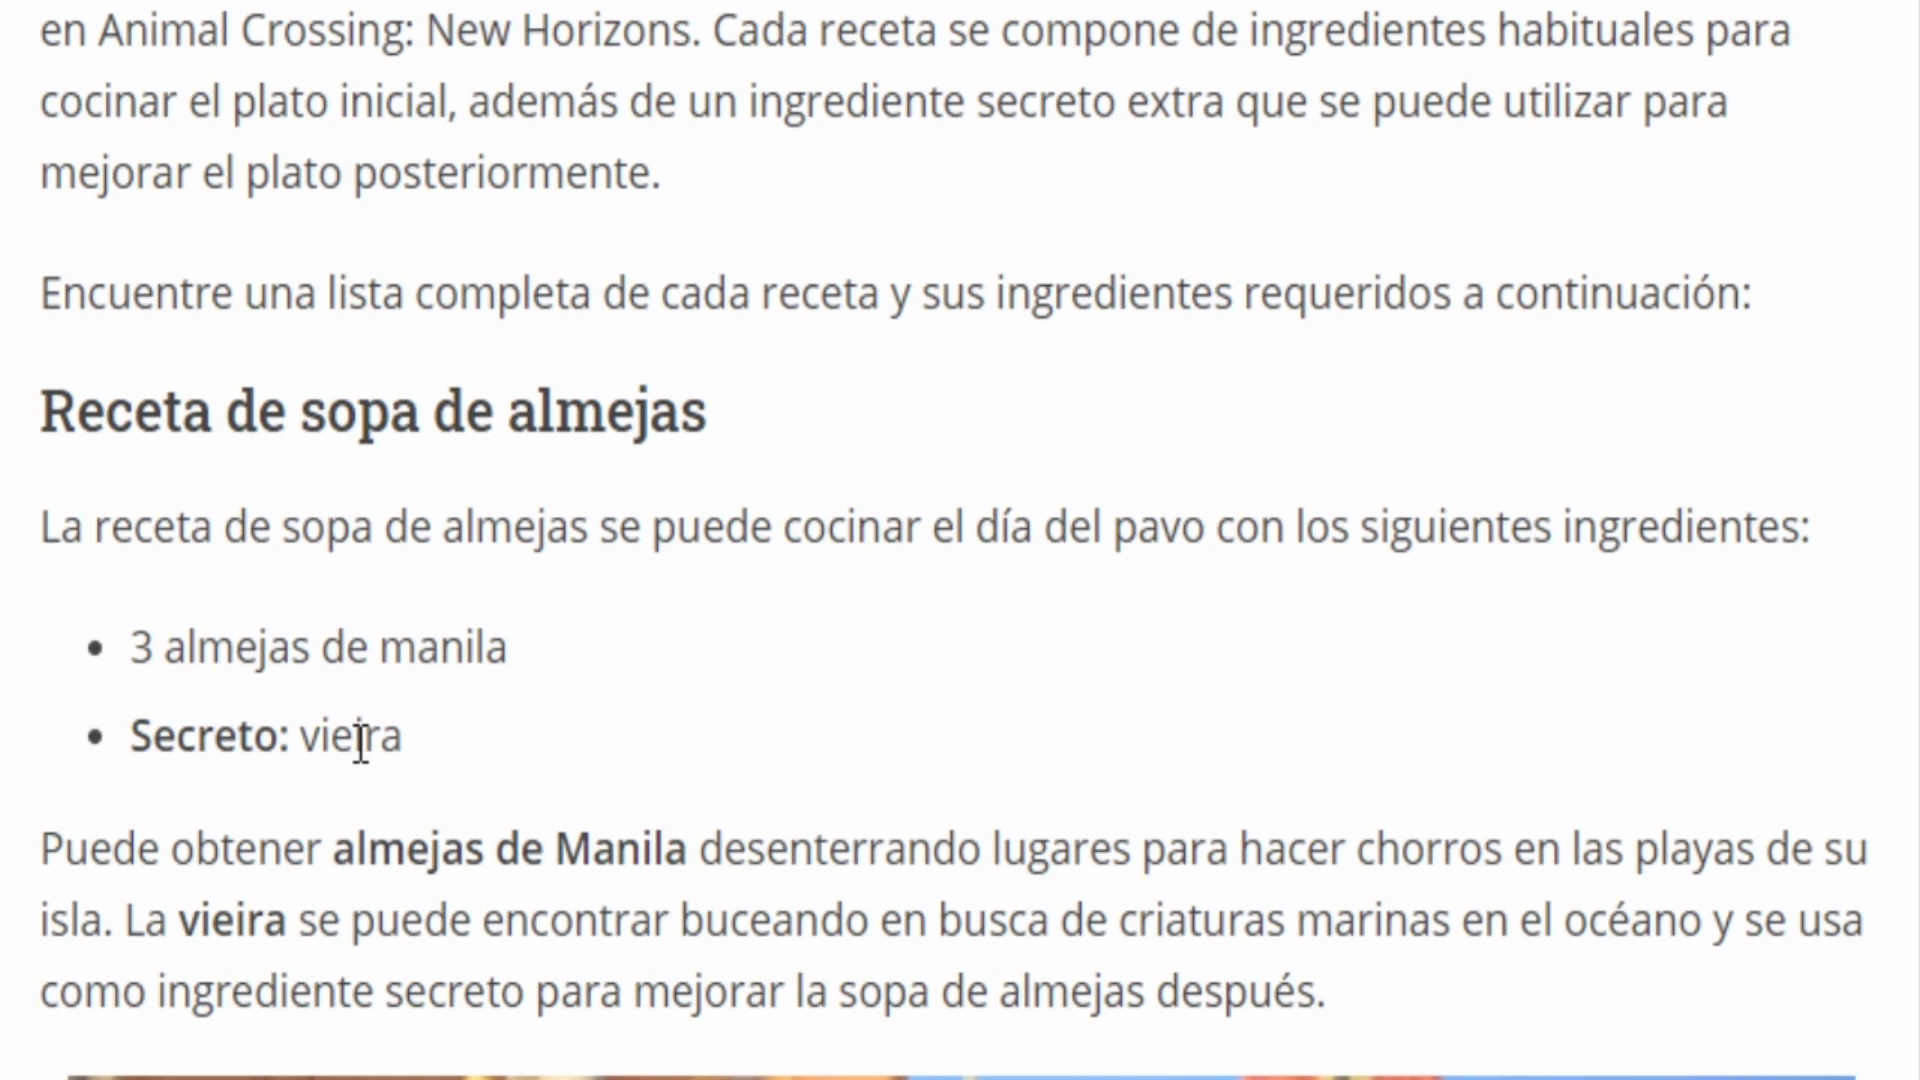 en Animal Crossing: New Horizons. Cada receta se compone de ingredientes habituales para
cocinar el plato inicial, además de un ingrediente secreto extra que se puede utilizar para
mejorar el plato posteriormente.
Encuentre una lista completa de cada receta y sus ingredientes requeridos a continuación:
Receta de sopa de almejas
La receta de sopa de almejas se puede cocinar el día del pavo con los siguientes ingredientes:
• 3 almejas de manila
• Secreto: vieira
Puede obtener almejas de Manila desenterrando lugares para hacer chorros en las playas de su
isla. La vieira se puede encontrar buceando en busca de criaturas marinas en el océano y se usa
como ingrediente secreto para mejorar la sopa de almejas después.